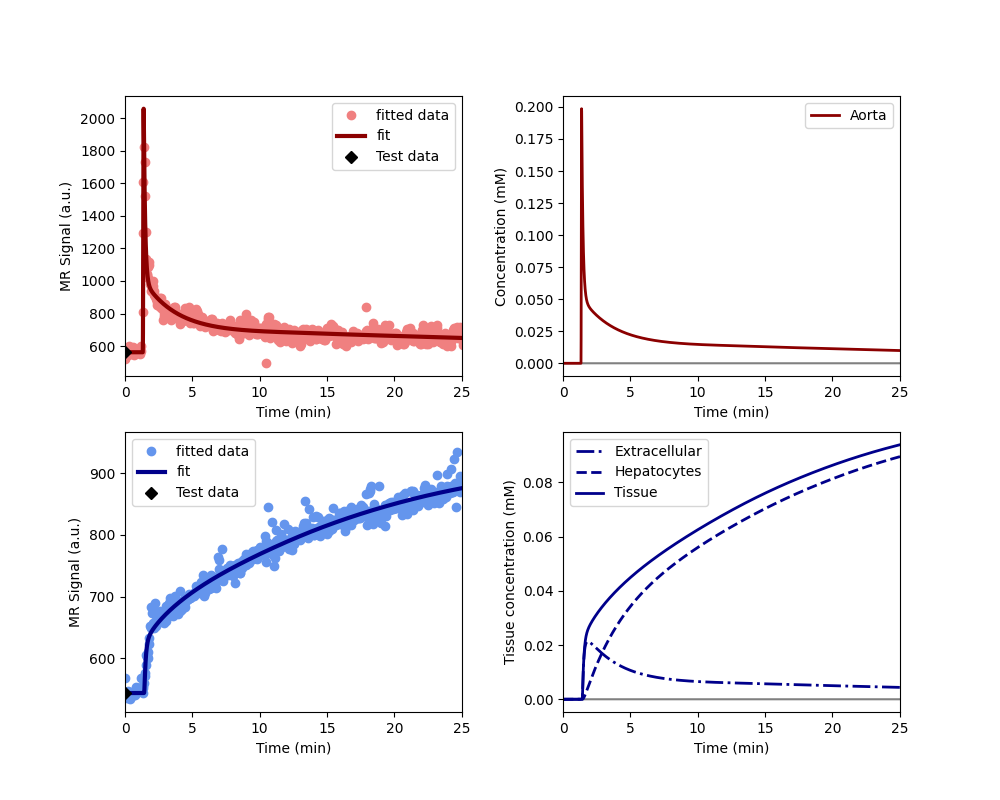 2000
1800
1600
1400
1200
1000
800
600
MR Signal (a.u.)
fitted data
fit
Test data
0 5 10 15 20 25
Time (min)
0.200
0.175
0.150
0.125
0.100
0.075
0.050
0.025
0.000
Concentration (mM)
Aorta
0 5 10 15 20 25
Time (min)
900
800
700
600
MR Signal (a.u.)
fitted data
fit
Test data
0 5 10 15 20 25
Time (min)
0.08
0.06
0.04
0.02
0.00
Tissue concentration (mM)
Extracellular
Hepatocytes
Tissue
0 5 10 15 20 25
Time (min)